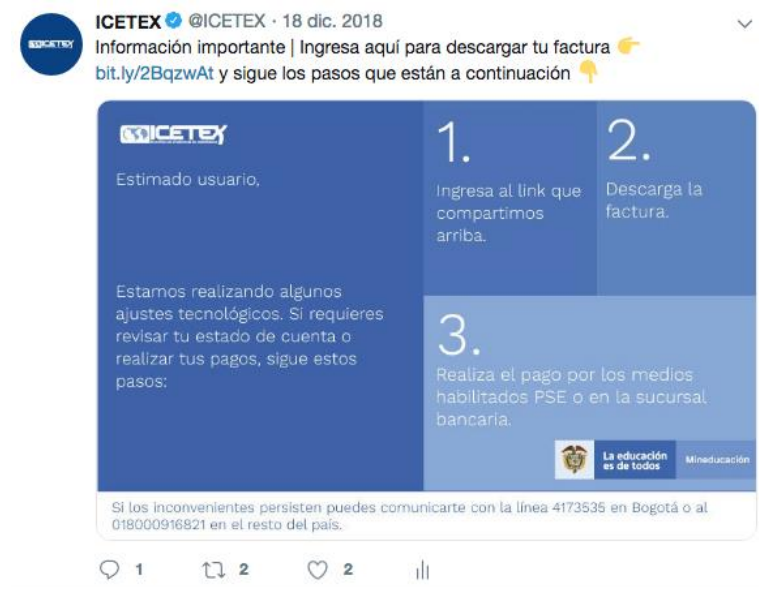 ICETEX @ICETEX · 18 dic. 2018
Información importante | Ingresa aquí para descargar tu factura
bit.ly/2BqzwAt y sigue los pasos que están a continuación
ICETEX
ICETEX
Estimado usuario,
Estamos realizando algunos
ajustes tecnológicos. Si requieres
revisar tu estado de cuenta o
realizar tus pagos, sigue estos
pasos:
1.
Ingresa al link que
compartimos
arriba.
2.
Descarga la
factura.
3.
Realiza el pago por los medios
habilitados PSE o en la sucursal
bancaria.
La educación
es de todos
Mineducación
Si los inconvenientes persisten puedes comunicarte con la línea 4173535 en Bogotá o al
018000916821 en el resto del país.
1 2 2